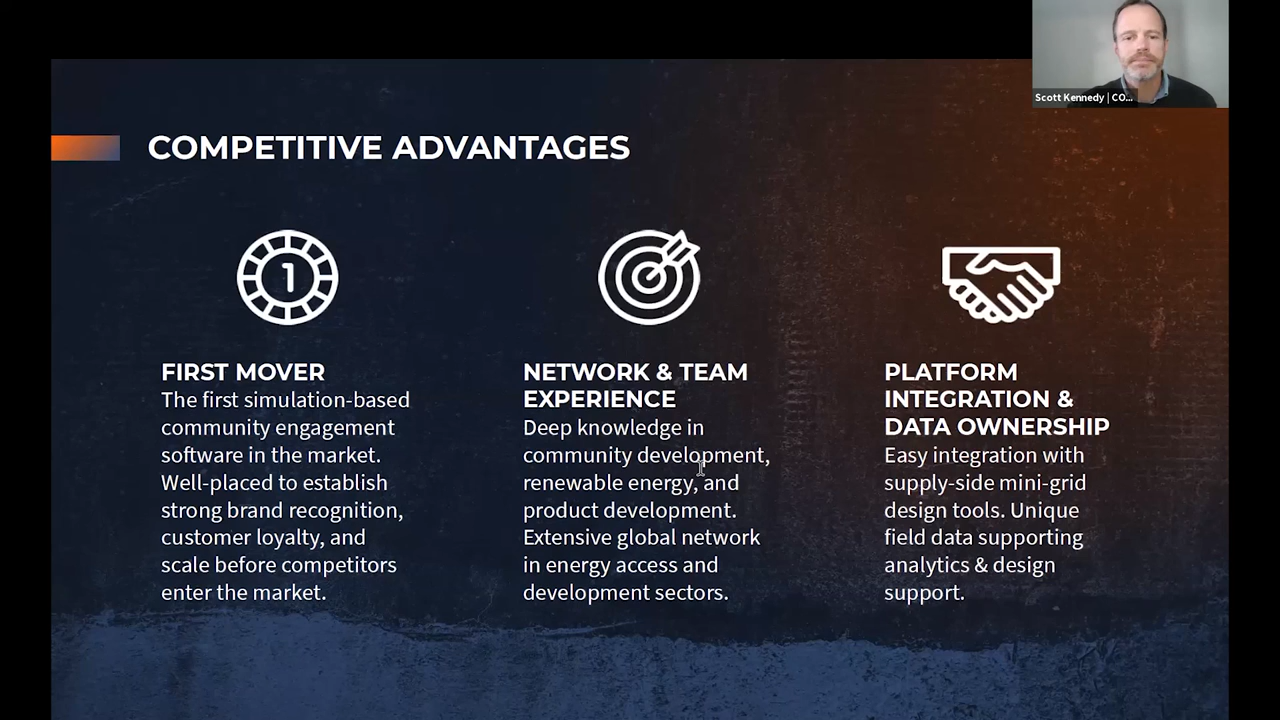 Scott Kennedy | CO...
COMPETITIVE ADVANTAGES
1
FIRST MOVER
The first simulation-based
community engagement
software in the market.
Well-placed to establish
strong brand recognition,
customer loyalty, and
scale before competitors
enter the market.
NETWORK & TEAM
EXPERIENCE
Deep knowledge in
community development,
renewable energy, and
product development.
Extensive global network
in energy access and
development sectors.
PLATFORM
INTEGRATION &
DATA OWNERSHIP
Easy integration with
supply-side mini-grid
design tools. Unique
field data supporting
analytics & design
support.